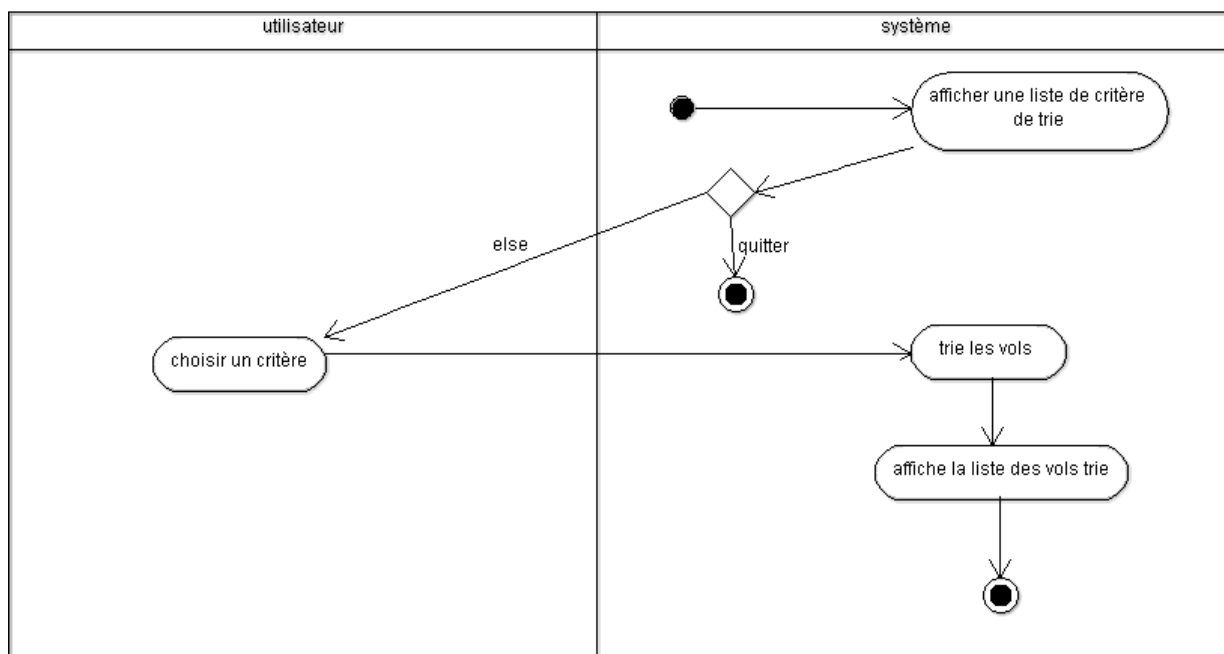 utilisateur
système
afficher une liste de critère
de trie
else
quitter
choisir un critère
trie les vols
affiche la liste des vols trie